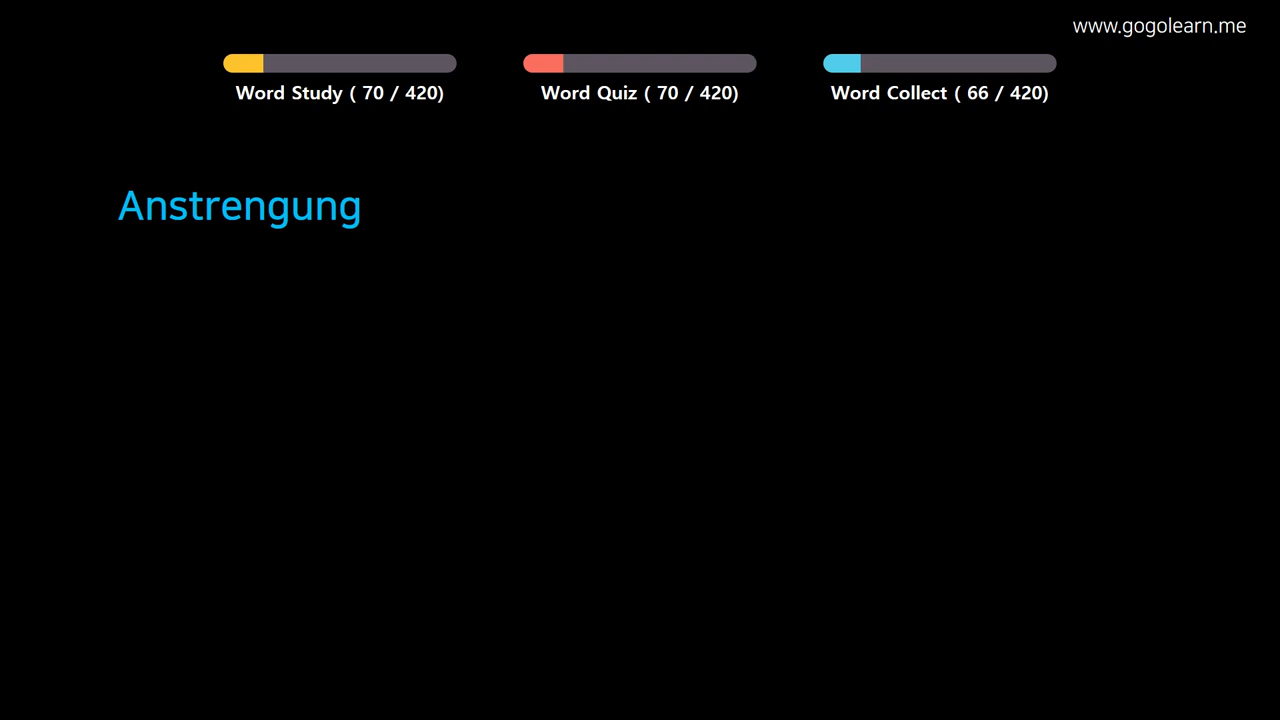 www.gogolearn.me
Word Study ( 70 / 420)
Word Quiz ( 70 / 420)
Word Collect ( 66 / 420)
Anstrengung